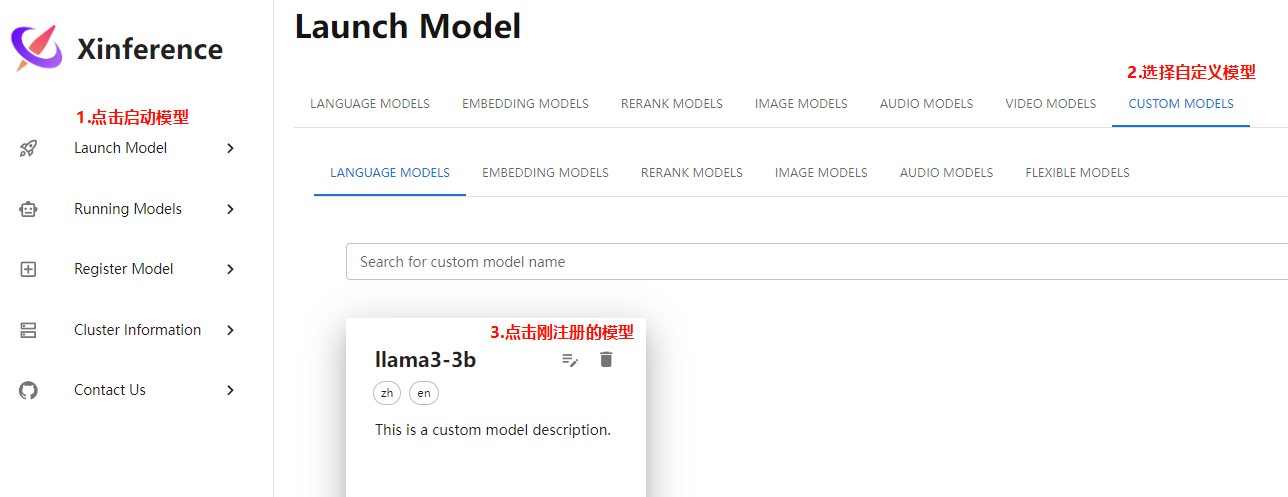 Xinference
1.点击启动模型
Launch Model
Running Models
Register Model
Cluster Information
Contact Us
Launch Model
2.选择自定义模型
LANGUAGE MODELS EMBEDDING MODELS RERANK MODELS IMAGE MODELS AUDIO MODELS VIDEO MODELS CUSTOM MODELS
LANGUAGE MODELS EMBEDDING MODELS RERANK MODELS IMAGE MODELS AUDIO MODELS FLEXIBLE MODELS
Search for custom model name
3.点击刚注册的模型
llama3-3b
zh en
This is a custom model description.